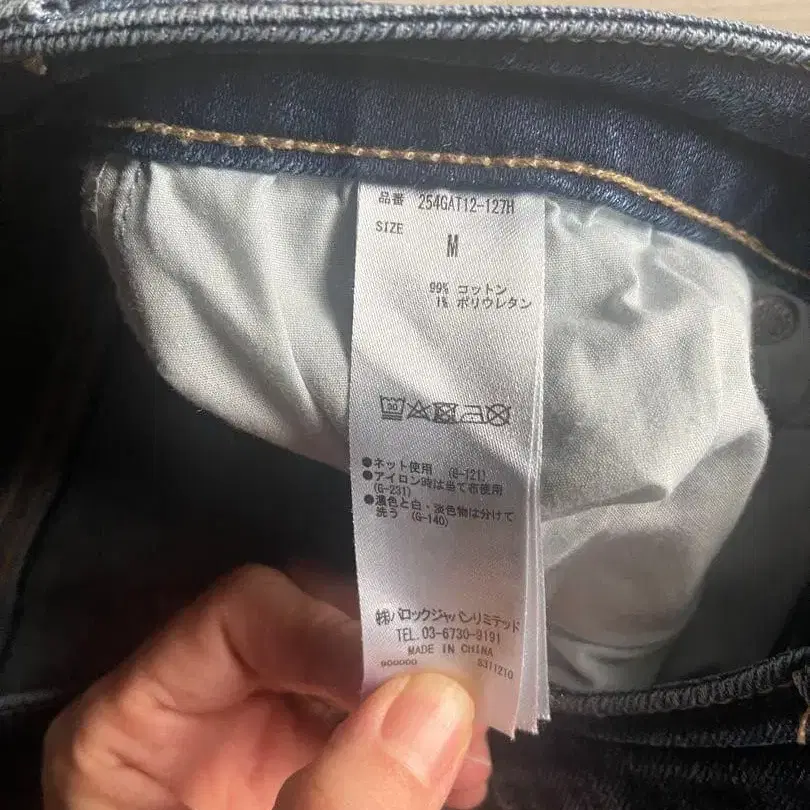 品番 254GAT12-127H
SIZE
M
99% コットン
1% ポリウレタン
30
●ネット使用 (G-121)
●アイロン時は当て布使用
(G-231)
●濃色と白・淡色物は分けて
洗う (G-140)
㈱バロックジャパンリミテッド
TEL.03-6730-9191
MADE IN CHINA
900000 8311210